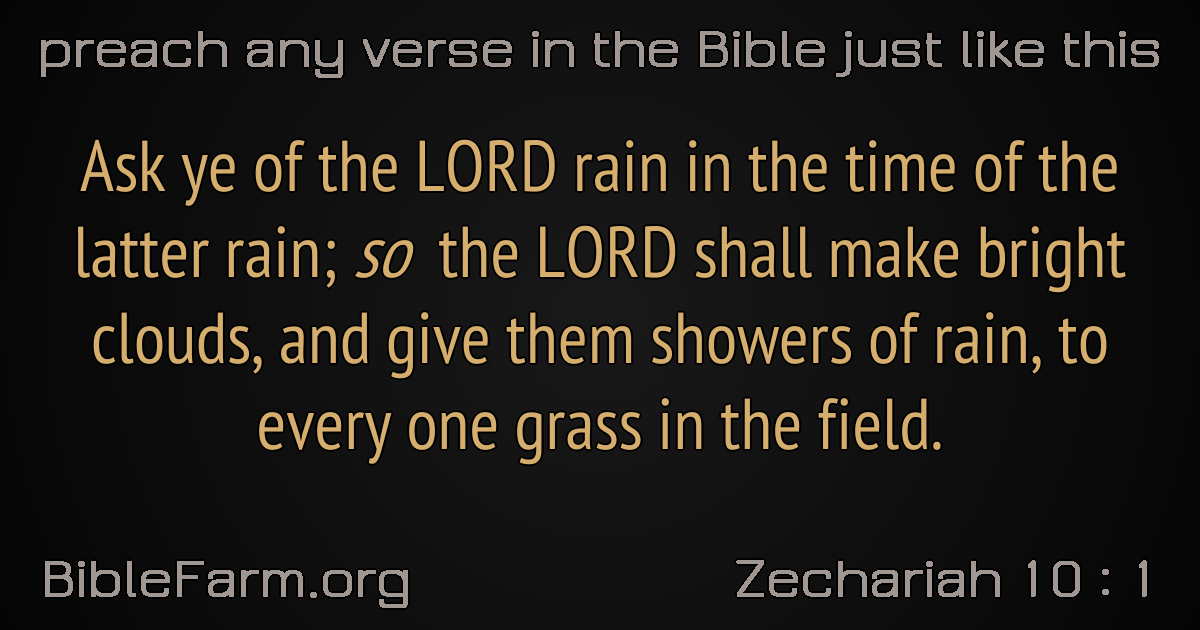 preach any verse in the Bible just like this
Ask ye of the LORD rain in the time of the
latter rain; so the LORD shall make bright
clouds, and give them showers of rain, to
every one grass in the field.
BibleFarm.org
Zechariah 10 : 1